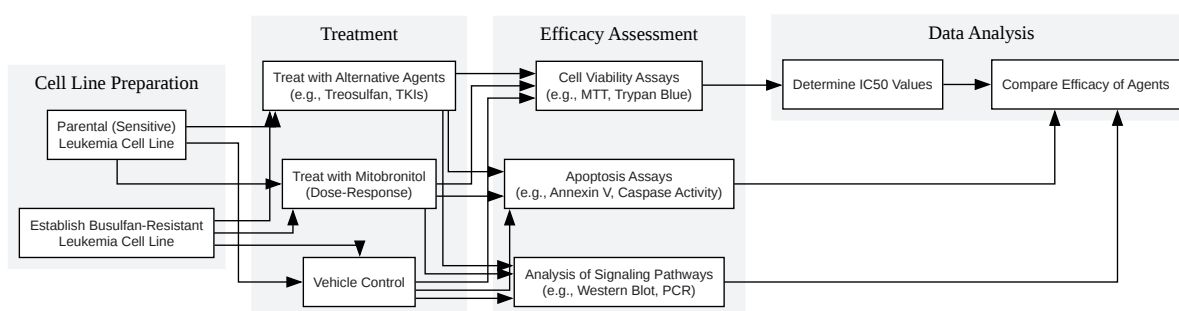 Cell Line Preparation
Parental (Sensitive)
Leukemia Cell Line
Establish Busulfan-Resistant
Leukemia Cell Line
Treatment
Treat with Alternative Agents
(e.g., Treosulfan, TKIs)
Treat with Mitobronitol
(Dose-Response)
Vehicle Control
Efficacy Assessment
Cell Viability Assays
(e.g., MTT, Trypan Blue)
Apoptosis Assays
(e.g., Annexin V, Caspase Activity)
Analysis of Signaling Pathways
(e.g., Western Blot, PCR)
Data Analysis
Determine IC50 Values
Compare Efficacy of Agents